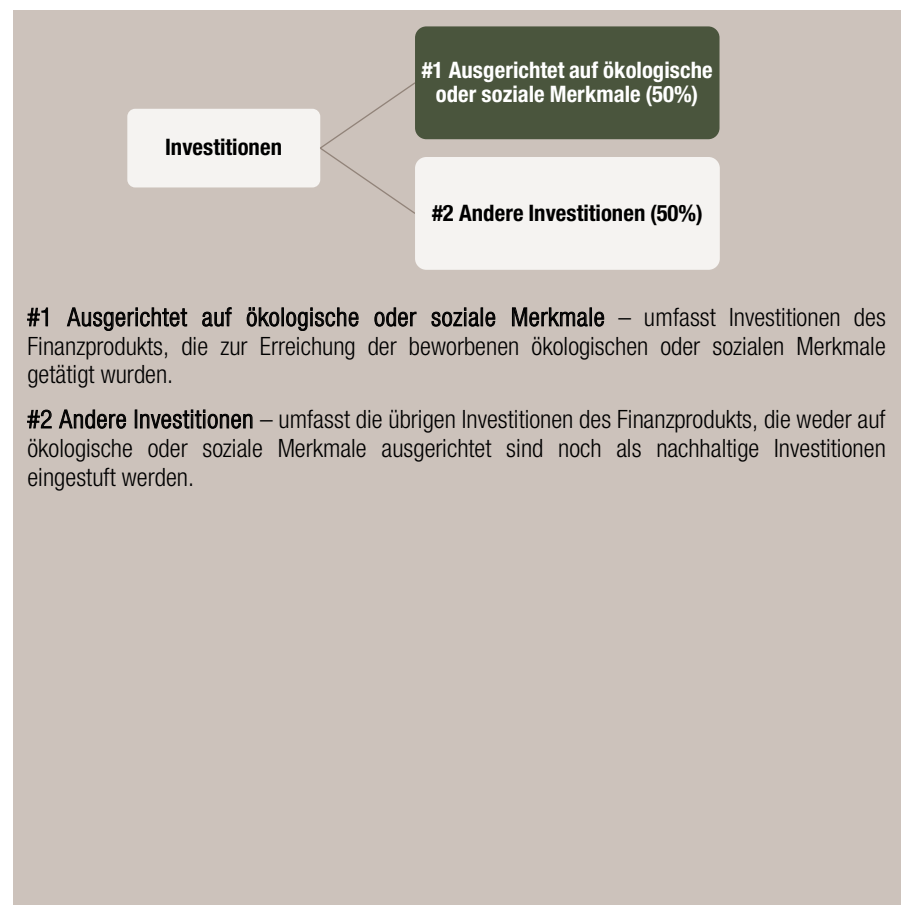 #1 Ausgerichtet auf ökologische
oder soziale Merkmale (50%)
Investitionen
#2 Andere Investitionen (50%)
#1 Ausgerichtet auf ökologische oder soziale Merkmale – umfasst Investitionen des
Finanzprodukts, die zur Erreichung der beworbenen ökologischen oder sozialen Merkmale
getätigt wurden.
#2 Andere Investitionen – umfasst die übrigen Investitionen des Finanzprodukts, die weder auf
ökologische oder soziale Merkmale ausgerichtet sind noch als nachhaltige Investitionen
eingestuft werden.